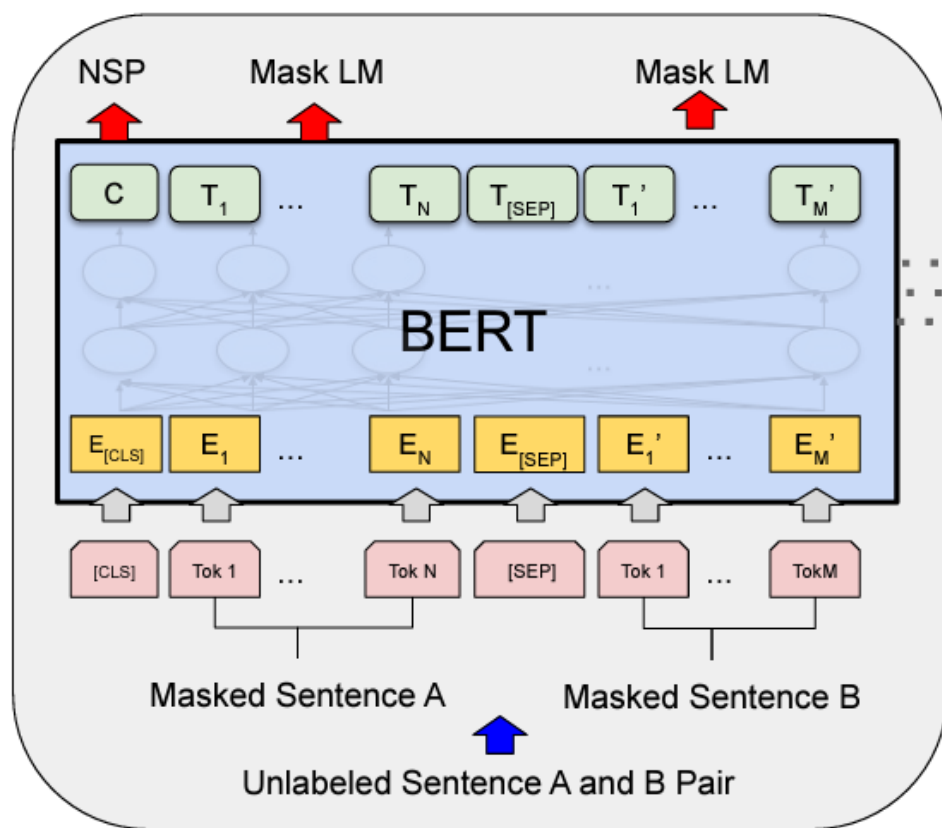 NSP Mask LM Mask LM
C T1 ... TN T[SEP] T1' ... TM'
...
BERT
...
E[CLS] E1 ... EN E[SEP] E1' ... EM'
[CLS] Tok 1 ... Tok N [SEP] Tok 1 ... TokM
Masked Sentence A Masked Sentence B
Unlabeled Sentence A and B Pair